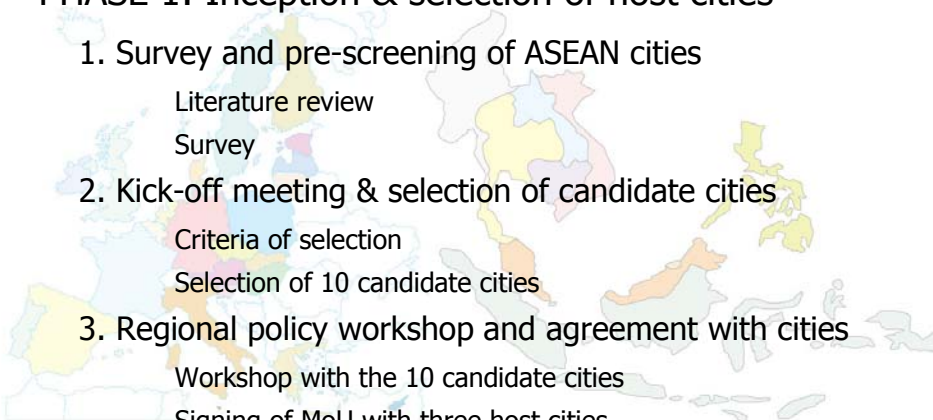 PHASE 1: Inception & selection of host cities
1. Survey and pre-screening of ASEAN cities
Literature review
Survey
2. Kick-off meeting & selection of candidate cities
Criteria of selection
Selection of 10 candidate cities
3. Regional policy workshop and agreement with cities
Workshop with the 10 candidate cities
Signing of MoU with three host cities